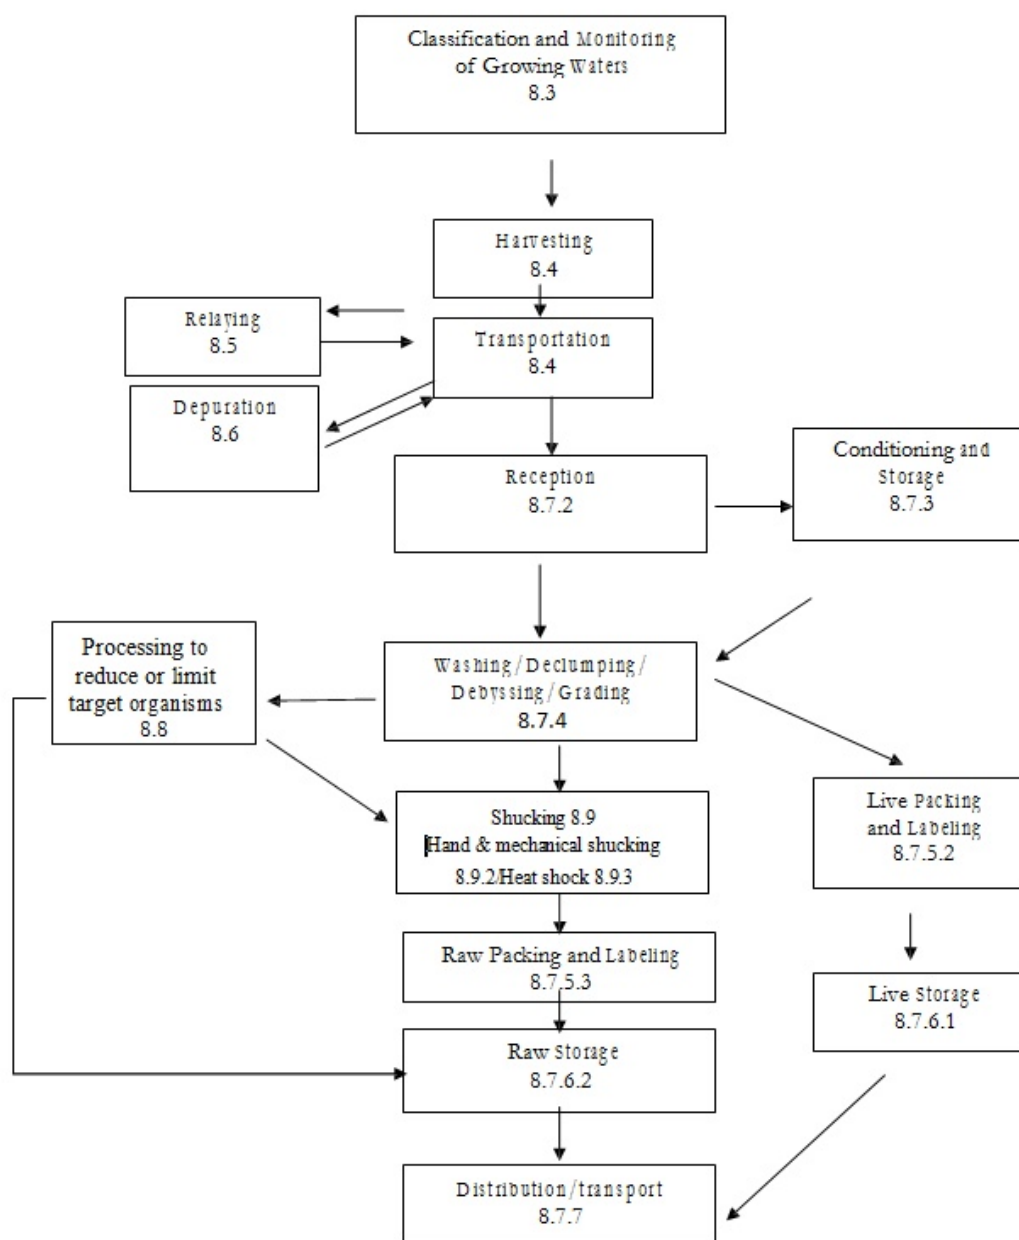 Classification and Monitoring
of Growing Waters
8.3
Harvesting
8.4
Relaying
8.5
Transportation
8.4
Depuration
8.6
Reception
8.7.2
Conditioning and
Storage
8.7.3
Processing to
reduce or limit
target organisms
8.8
Washing/Declumping/
Debyssing/Grading
8.7.4
Shucking 8.9
Hand & mechanical shucking
8.9.2/Heat shock 8.9.3
Live Packing
and Labeling
8.7.5.2
Raw Packing and Labeling
8.7.5.3
Live Storage
8.7.6.1
Raw Storage
8.7.6.2
Distribution/transport
8.7.7